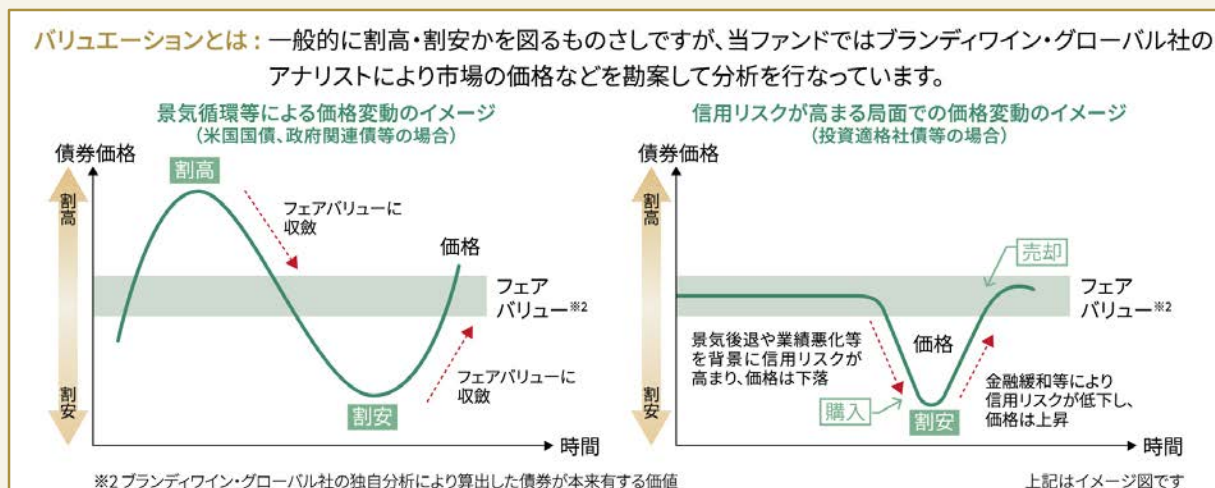 バリュエーションとは：一般的に割高・割安かを図るものさしですが、当ファンドではブランディワイン・グローバル社の
アナリストにより市場の価格などを勘案して分析を行なっています。
景気循環等による価格変動のイメージ
（米国国債、政府関連債等の場合）
債券価格
割高
割安
割高
フェアバリューに
収斂
価格
フェア
バリュー※2
フェアバリューに
収斂
割安
時間
信用リスクが高まる局面での価格変動のイメージ
（投資適格社債等の場合）
債券価格
割高
割安
売却
フェア
バリュー※2
景気後退や業績悪化等
を背景に信用リスクが
高まり、価格は下落
価格
購入
割安
金融緩和等により
信用リスクが低下し、
価格は上昇
時間
※2 ブランディワイン・グローバル社の独自分析により算出した債券が本来有する価値
上記はイメージ図です